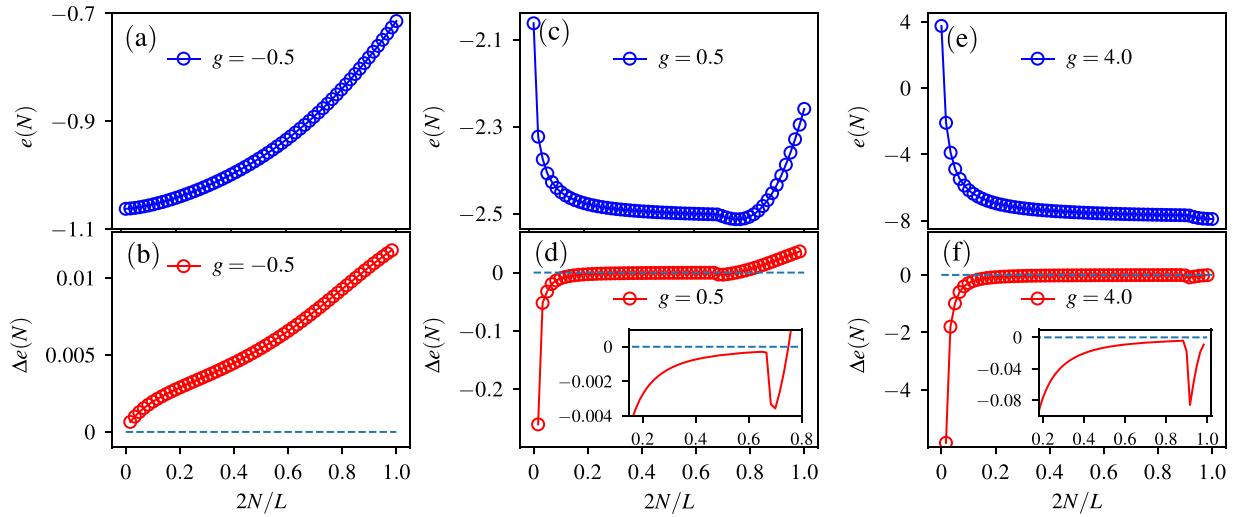 (a)
g = −0.5
e(N)
−0.7
−0.9
−1.1
(b)
g = −0.5
Δe(N)
0.01
0.005
0
0 0.2 0.4 0.6 0.8 1.0
2N/L
(c)
g = 0.5
e(N)
−2.1
−2.3
−2.5
(d)
g = 0.5
Δe(N)
0
−0.1
−0.2
0
−0.002
−0.004
0.2 0.4 0.6 0.8
0 0.2 0.4 0.6 0.8 1.0
2N/L
(e)
g = 4.0
e(N)
4
0
−4
−8
(f)
g = 4.0
Δe(N)
0
−2
−4
0
−0.04
−0.08
0.2 0.4 0.6 0.8 1.0
0 0.2 0.4 0.6 0.8 1.0
2N/L